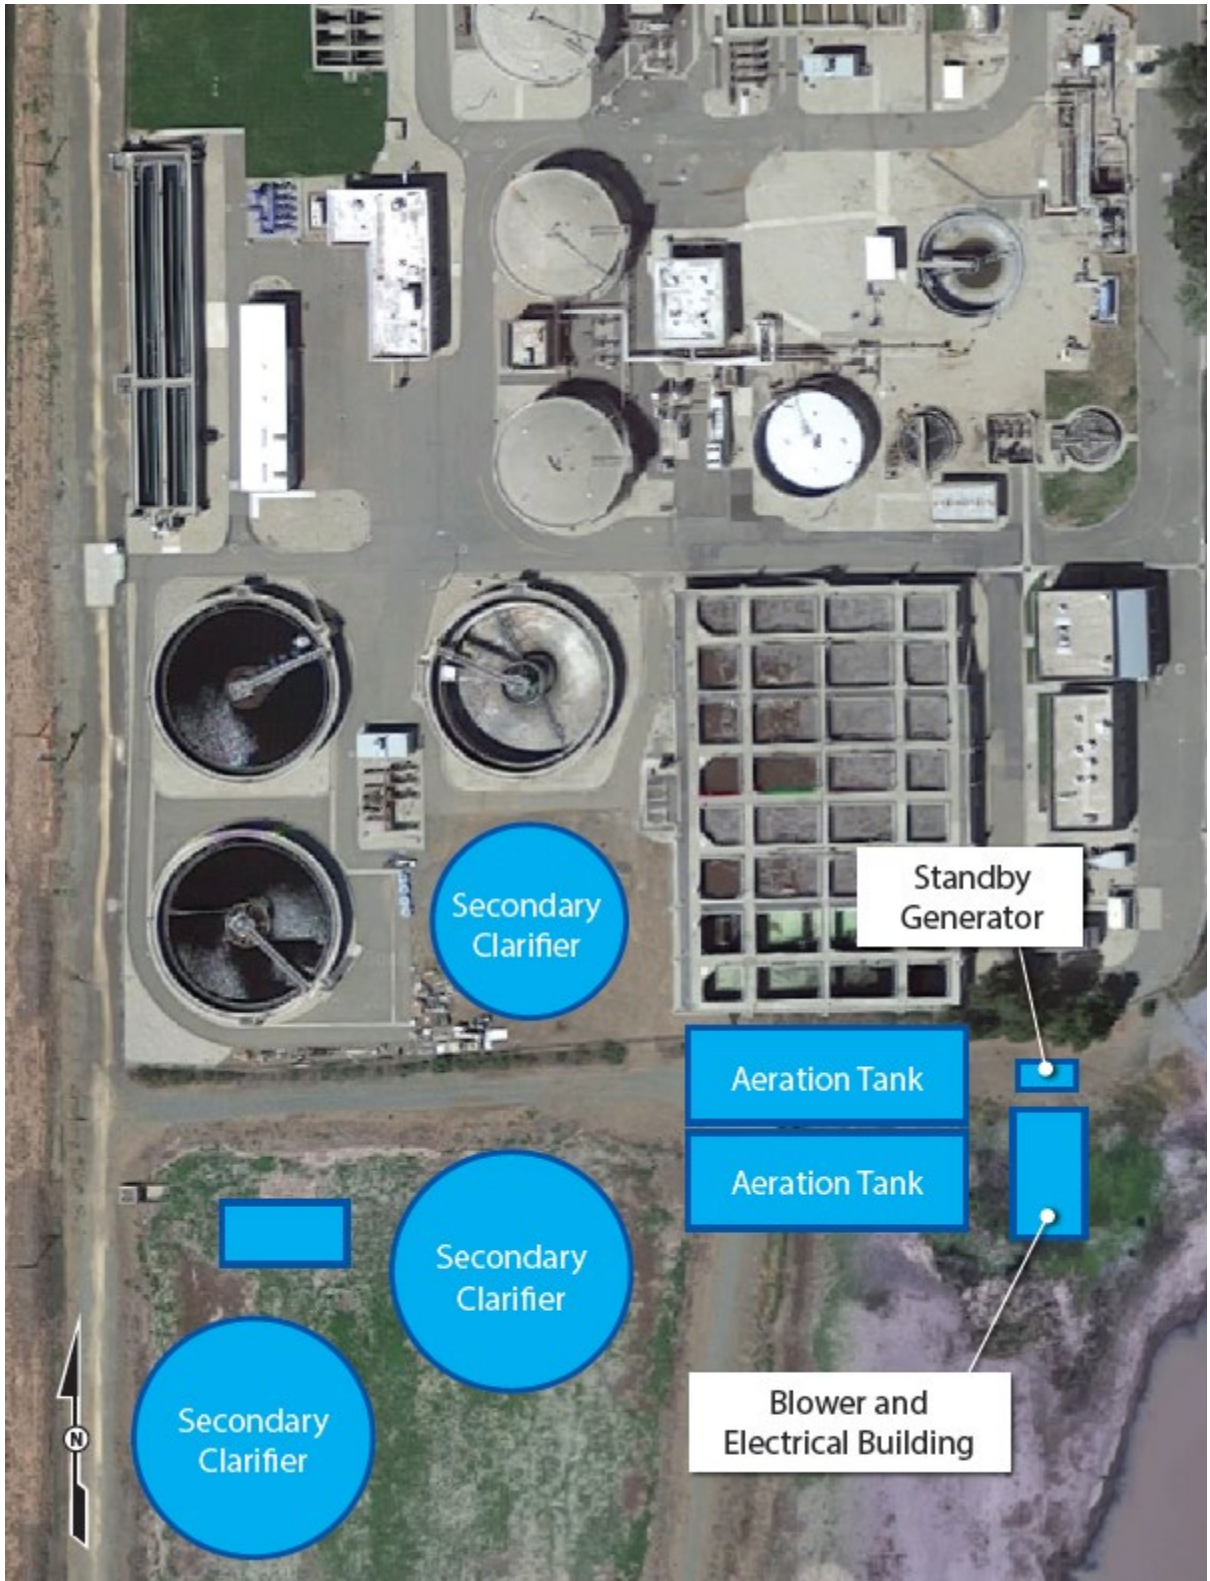 Standby
Generator
Secondary
Clarifier
Aeration Tank
Aeration Tank
Secondary
Clarifier
Secondary
Clarifier
Blower and
Electrical Building
N